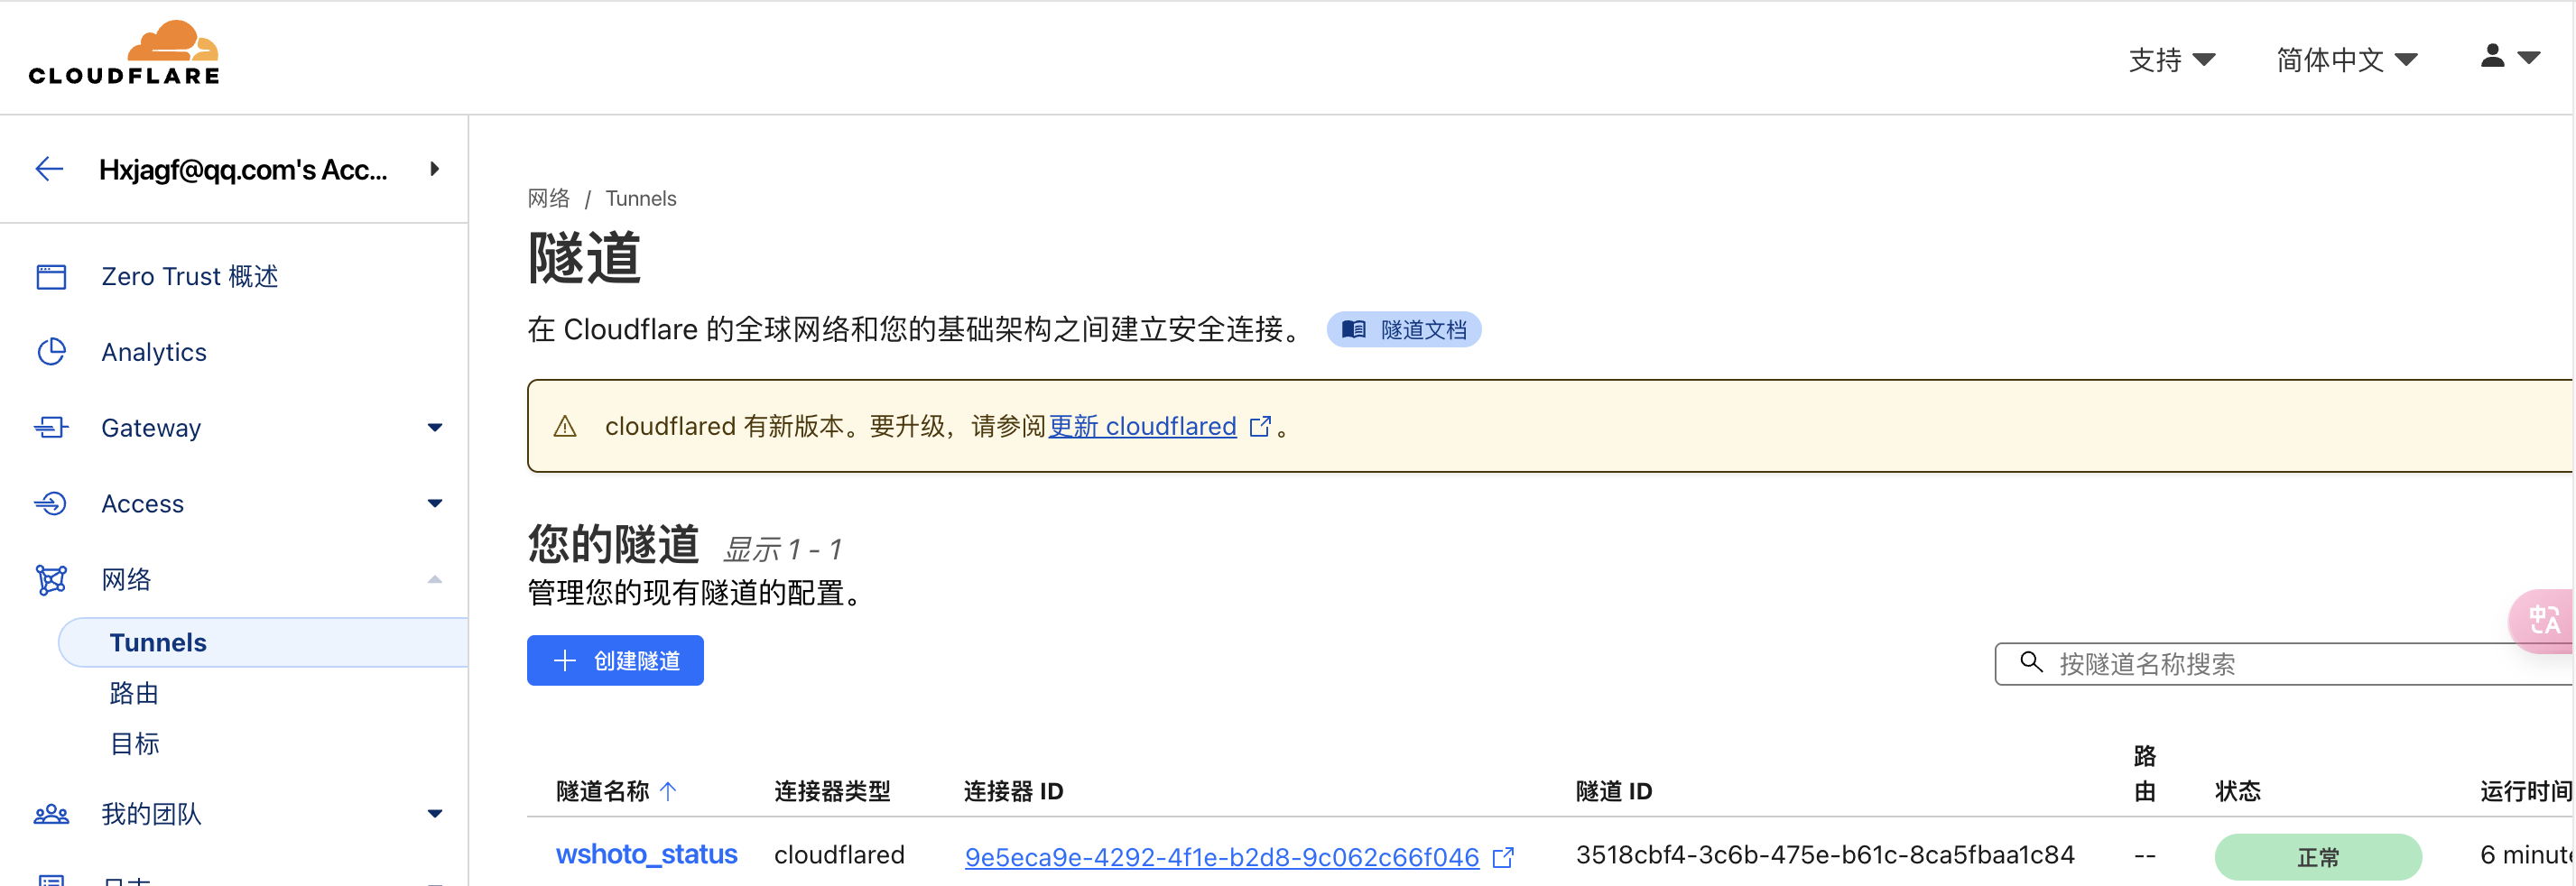 CLOUDFLARE
支持
简体中文
Hxjagf@qq.com's Acc...
Zero Trust 概述
Analytics
Gateway
Access
网络
Tunnels
路由
目标
我的团队
日志
网络 / Tunnels
隧道
在 Cloudflare 的全球网络和您的基础架构之间建立安全连接。 隧道文档
cloudflared 有新版本。要升级，请参阅更新 cloudflared 。
您的隧道 显示 1 - 1
管理您的现有隧道的配置。
创建隧道
按隧道名称搜索
中 A
隧道名称 连接器类型 连接器 ID 隧道 ID 路由 状态 运行时间
wshoto_status cloudflared 9e5eca9e-4292-4f1e-b2d8-9c062c66f046 3518cbf4-3c6b-475e-b61c-8ca5fbaa1c84 -- 正常 6 minut